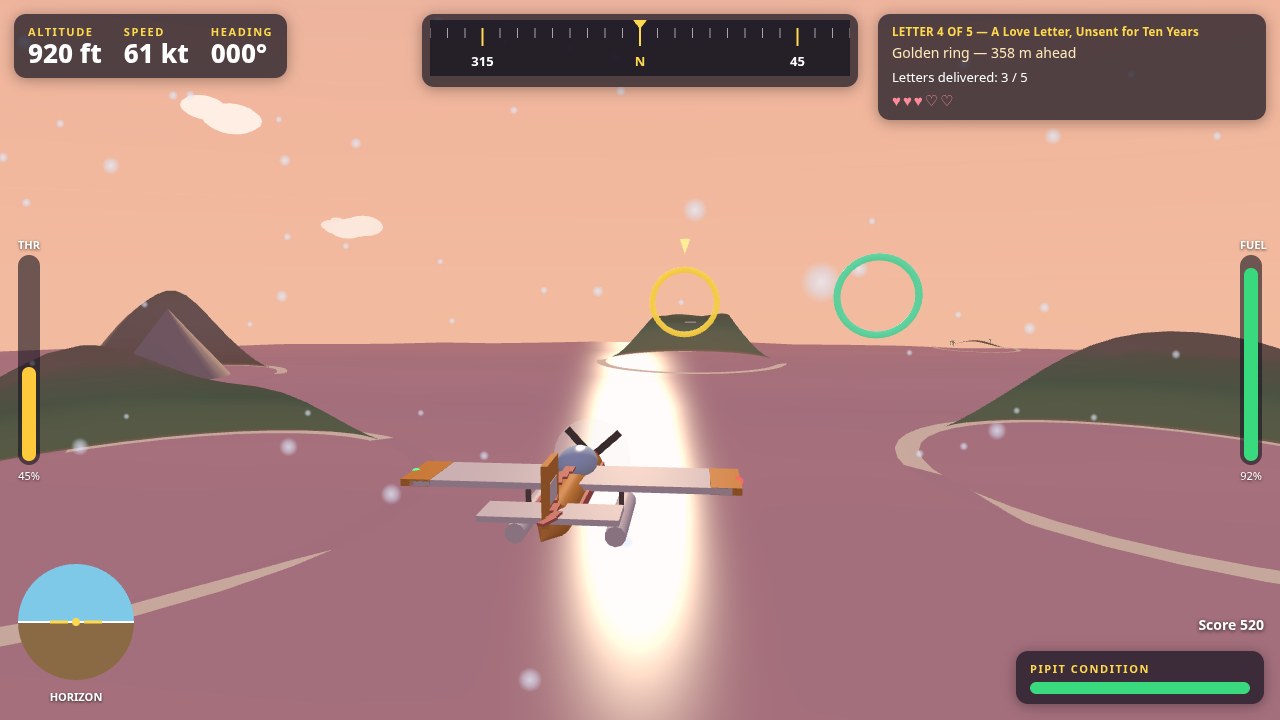 ALTITUDE SPEED HEADING
920 ft 61 kt 000°
315 N 45
LETTER 4 OF 5 — A Love Letter, Unsent for Ten Years
Golden ring — 358 m ahead
Letters delivered: 3 / 5
♥♥♥♡♡
THR
45%
FUEL
92%
HORIZON
Score 520
PIPIT CONDITION